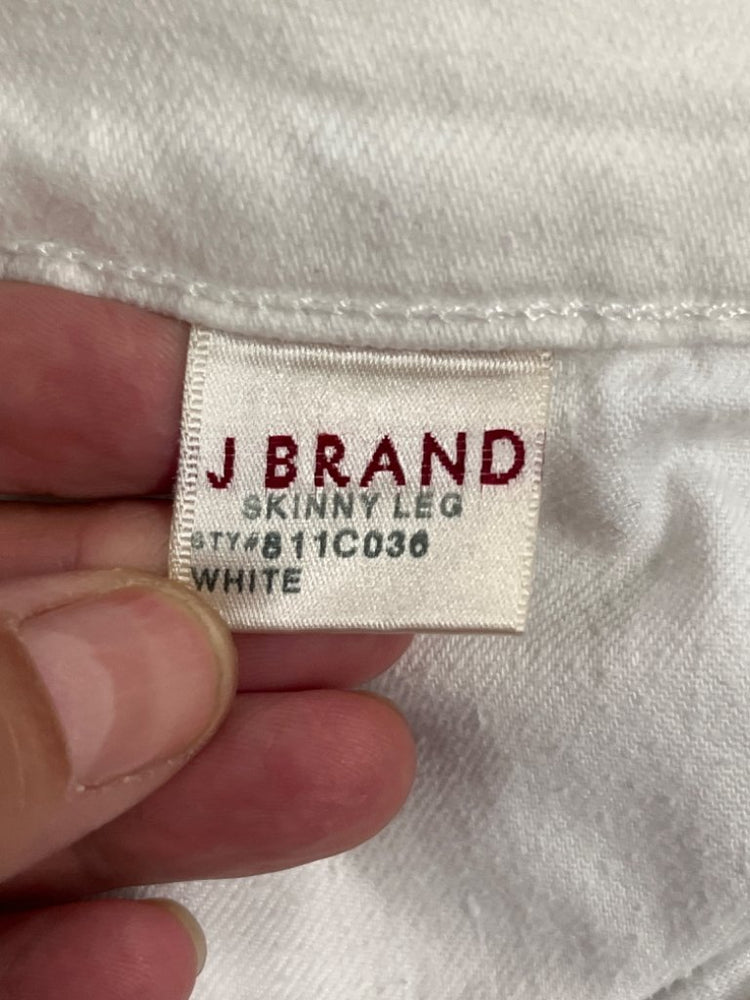 J BRAND
SKINNY LEG
STY#811C036
WHITE